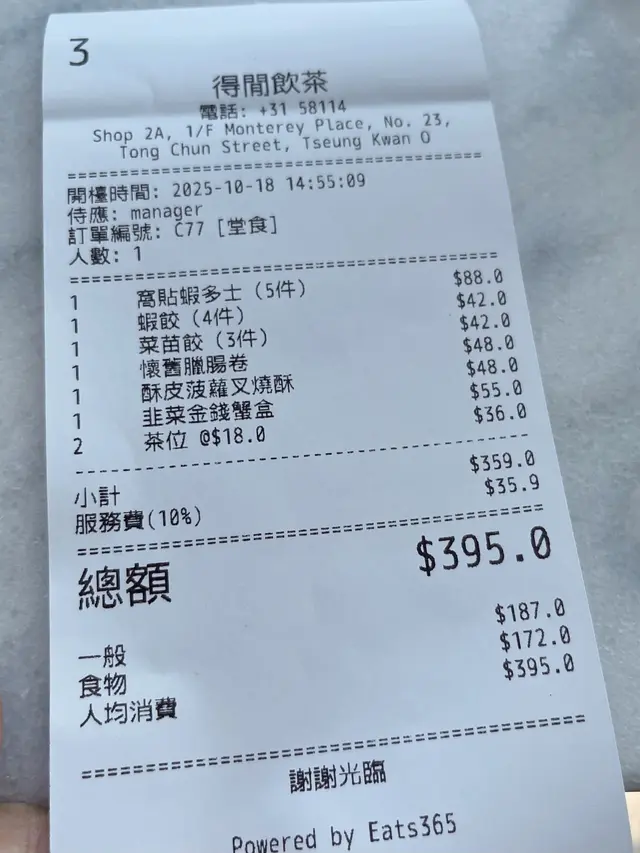 3
得閒飲茶
電話: +31 58114
Shop 2A, 1/F Monterey Place, No. 23,
Tong Chun Street, Tseung Kwan O
開檯時間: 2025-10-18 14:55:09
侍應: manager
訂單編號: C77 [堂食]
人數: 1
1 窩貼蝦多士 (5件) $88.0
1 蝦餃 (4件) $42.0
1 菜苗餃 (3件) $42.0
1 懷舊臘腸卷 $48.0
1 酥皮菠蘿叉燒酥 $48.0
1 韭菜金錢蟹盒 $55.0
2 茶位 @$18.0 $36.0
小計 $359.0
服務費(10%) $35.9
總額 $395.0
一般 $187.0
食物 $172.0
人均消費 $395.0
謝謝光臨
Powered by Eats365